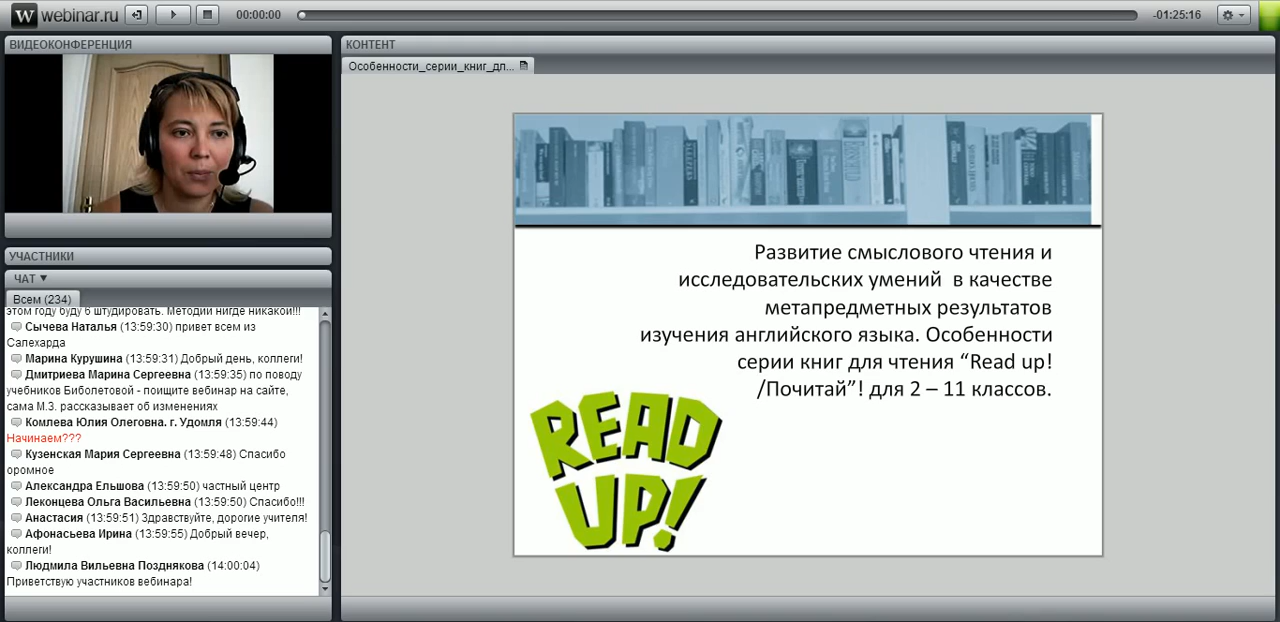 webinar.ru
00:00:00
-01:25:16
ВИДЕОКОНФЕРЕНЦИЯ
УЧАСТНИКИ
ЧАТ ▼
Всем (234)
этом году буду 6 штудировать. Методии нигде никакой!!!
Сычева Наталья (13:59:30) привет всем из
Салехарда
Марина Курушина (13:59:31) Добрый день, коллеги!
Дмитриева Марина Сергеевна (13:59:35) по поводу
учебников Биболетовой - поищите вебинар на сайте,
сама М.З. рассказывает об изменениях
Комлева Юлия Олеговна. г. Удомля (13:59:44)
Начинаем???
Кузенская Мария Сергеевна (13:59:48) Спасибо
оромное
Александра Ельшова (13:59:50) частный центр
Леконцева Ольга Васильевна (13:59:50) Спасибо!!!
Анастасия (13:59:51) Здравствуйте, дорогие учителя!
Афонасьева Ирина (13:59:55) Добрый вечер,
коллеги!
Людмила Вильевна Позднякова (14:00:04)
Приветствую участников вебинара!
КОНТЕНТ
Особенности_серии_книг_дл...
Развитие смыслового чтения и
исследовательских умений в качестве
метапредметных результатов
изучения английского языка. Особенности
серии книг для чтения “Read up!
/Почитай”! для 2 – 11 классов.
READ
UP!